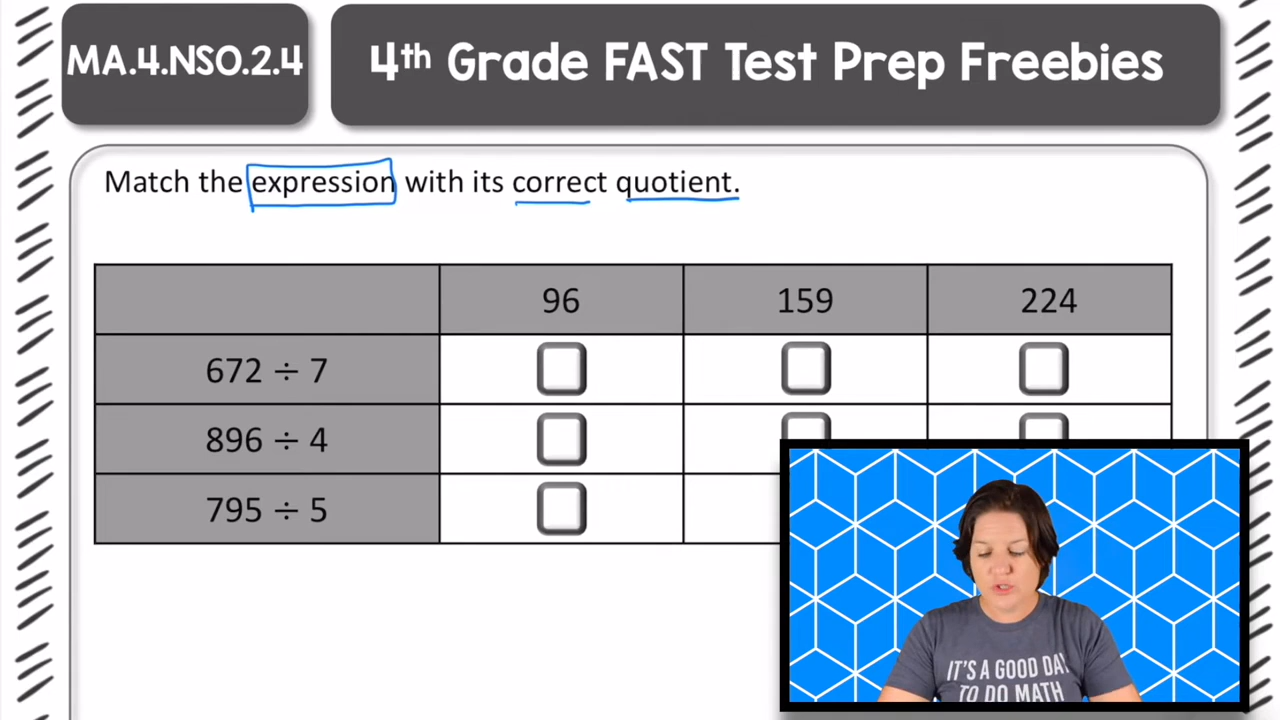 MA.4.NSO.2.4
4th Grade FAST Test Prep Freebies
Match the expression with its correct quotient.
96 159 224
672 ÷ 7
896 ÷ 4
795 ÷ 5
IT'S A GOOD DAY
TO DO MATH